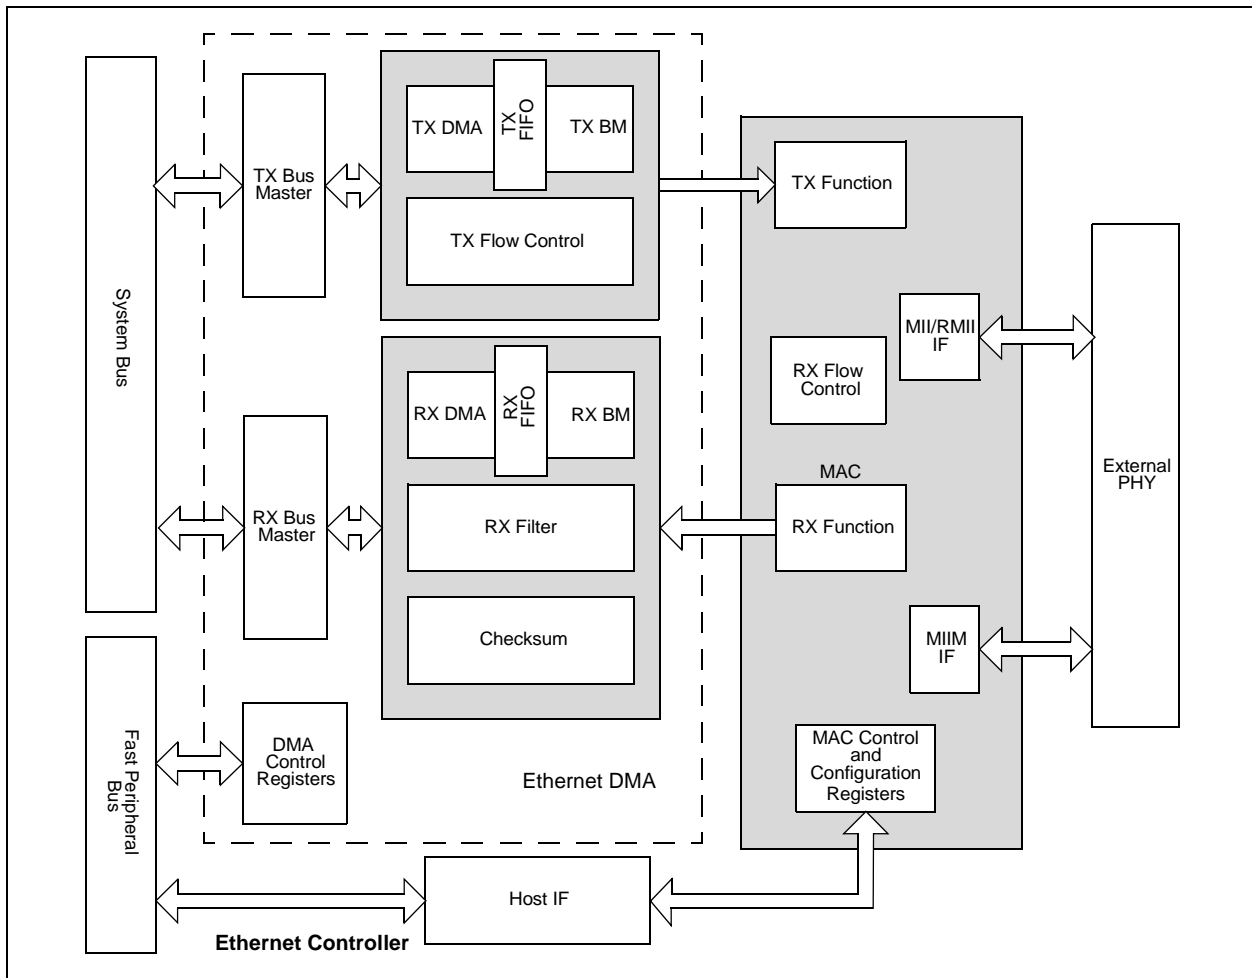 System Bus
Fast Peripheral
Bus
TX Bus
Master
TX DMA
TX
FIFO
TX BM
TX Flow Control
RX Bus
Master
RX DMA
RX
FIFO
RX BM
RX Filter
Checksum
DMA
Control
Registers
Ethernet DMA
TX Function
MII/RMII
IF
RX Flow
Control
MAC
RX Function
MIIM
IF
MAC Control
and
Configuration
Registers
External
PHY
Host IF
Ethernet Controller